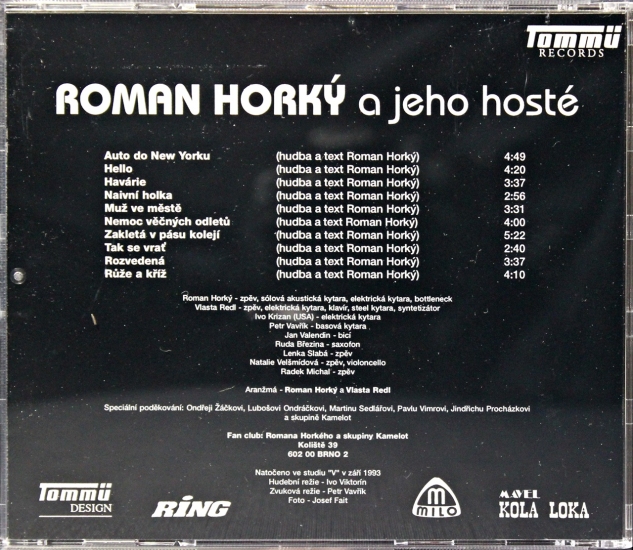 Tommü
RECORDS
ROMAN HORKÝ a jeho hosté
Auto do New Yorku (hudba a text Roman Horký) 4:49
Hello (hudba a text Roman Horký) 4:20
Havárie (hudba a text Roman Horký) 3:37
Naivní holka (hudba a text Roman Horký) 2:56
Muž ve městě (hudba a text Roman Horký) 3:31
Nemoc věčných odletů (hudba a text Roman Horký) 4:00
Zakletá v pásu kolejí (hudba a text Roman Horký) 5:22
Tak se vrať (hudba a text Roman Horký) 2:40
Rozvedená (hudba a text Roman Horký) 3:37
Růže a kříž (hudba a text Roman Horký) 4:10
Roman Horký - zpěv, sólová akustická kytara, elektrická kytara, bottleneck
Vlasta Redl - zpěv, elektrická kytara, klavír, steel kytara, syntetizátor
Ivo Krizan (USA) - elektrická kytara
Petr Vavřík - basová kytara
Jan Valendin - bicí
Ruda Březina - saxofon
Lenka Slabá - zpěv
Natalie Velšmídová - zpěv, violoncello
Radek Michal - zpěv
Aranžmá - Roman Horký a Vlasta Redl
Speciální poděkování: Ondřeji Žáčkovi, Lubošovi Ondráčkovi, Martinu Sedlářovi, Pavlu Vimrovi, Jindřichu Procházkovi
a skupině Kamelot
Fan club: Romana Horkého a skupiny Kamelot
Koliště 39
602 00 BRNO 2
Natočeno ve studiu "V" v září 1993
Hudební režie - Ivo Viktorín
Zvuková režie - Petr Vavřík
Foto - Josef Fait
Tommü
DESIGN
RING
M
MILO
MAVEL
KOLA LOKA